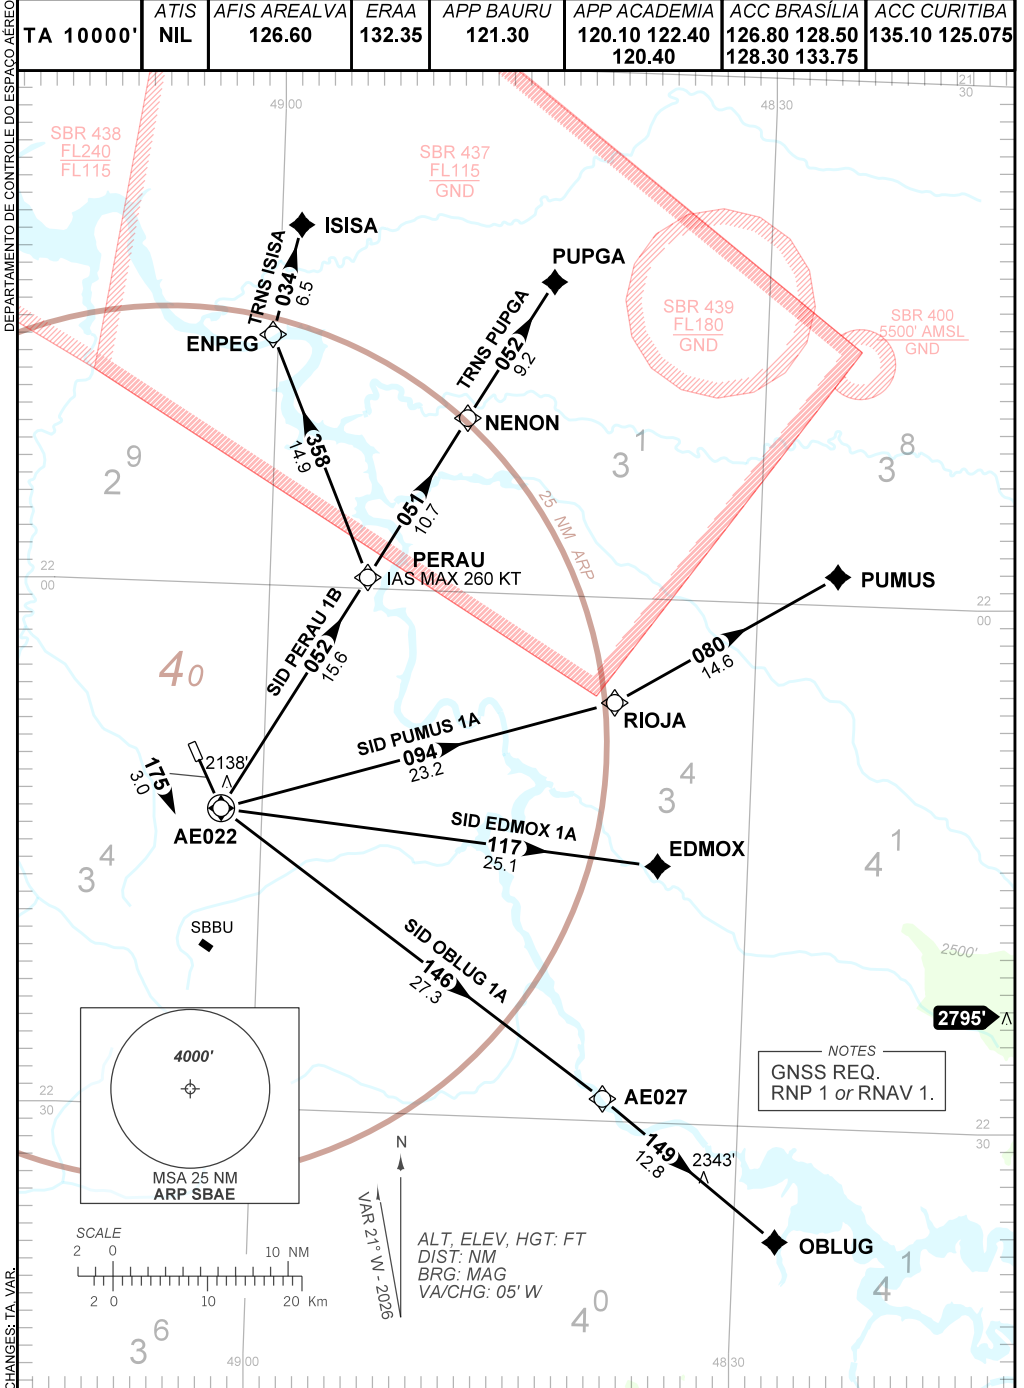 DEPARTAMENTO DE CONTROLE DO ESPAÇO AÉREO
TA 10000'
ATIS
NIL
AFIS AREALVA
126.60
ERAA
132.35
APP BAURU
121.30
APP ACADEMIA
120.10 122.40
120.40
ACC BRASÍLIA
126.80 128.50
128.30 133.75
ACC CURITIBA
135.10 125.075
49 00
48 30
21
30
SBR 438
FL240
FL115
SBR 437
FL115
GND
ISISA
TRNS ISISA
034
6.5
PUPGA
TRNS PUPGA
052
9.2
SBR 439
FL180
GND
SBR 400
5500' AMSL
GND
ENPEG
NENON
358
14.9
2 9
3 1
3 8
051
10.7
25 NM ARP
PERAU
IAS MAX 260 KT
22
00
PUMUS
22
00
SID PERAU 1B
052
15.6
40
080
14.6
RIOJA
SID PUMUS 1A
094
23.2
175
3.0
2138'
AE022
3 4
SID EDMOX 1A
117
25.1
EDMOX
3 4
4 1
SBBU
SID OBLUG 1A
146
27.3
2500'
2795'
4000'
MSA 25 NM
ARP SBAE
NOTES
GNSS REQ.
RNP 1 or RNAV 1.
22
30
AE027
22
30
149
12.8
2343'
N
VAR 21° W - 2026
ALT, ELEV, HGT: FT
DIST: NM
BRG: MAG
VA/CHG: 05' W
OBLUG
SCALE
2 0 10 NM
2 0 10 20 Km
4 1
4 0
3 6
49 00
48 30
CHANGES: TA, VAR.